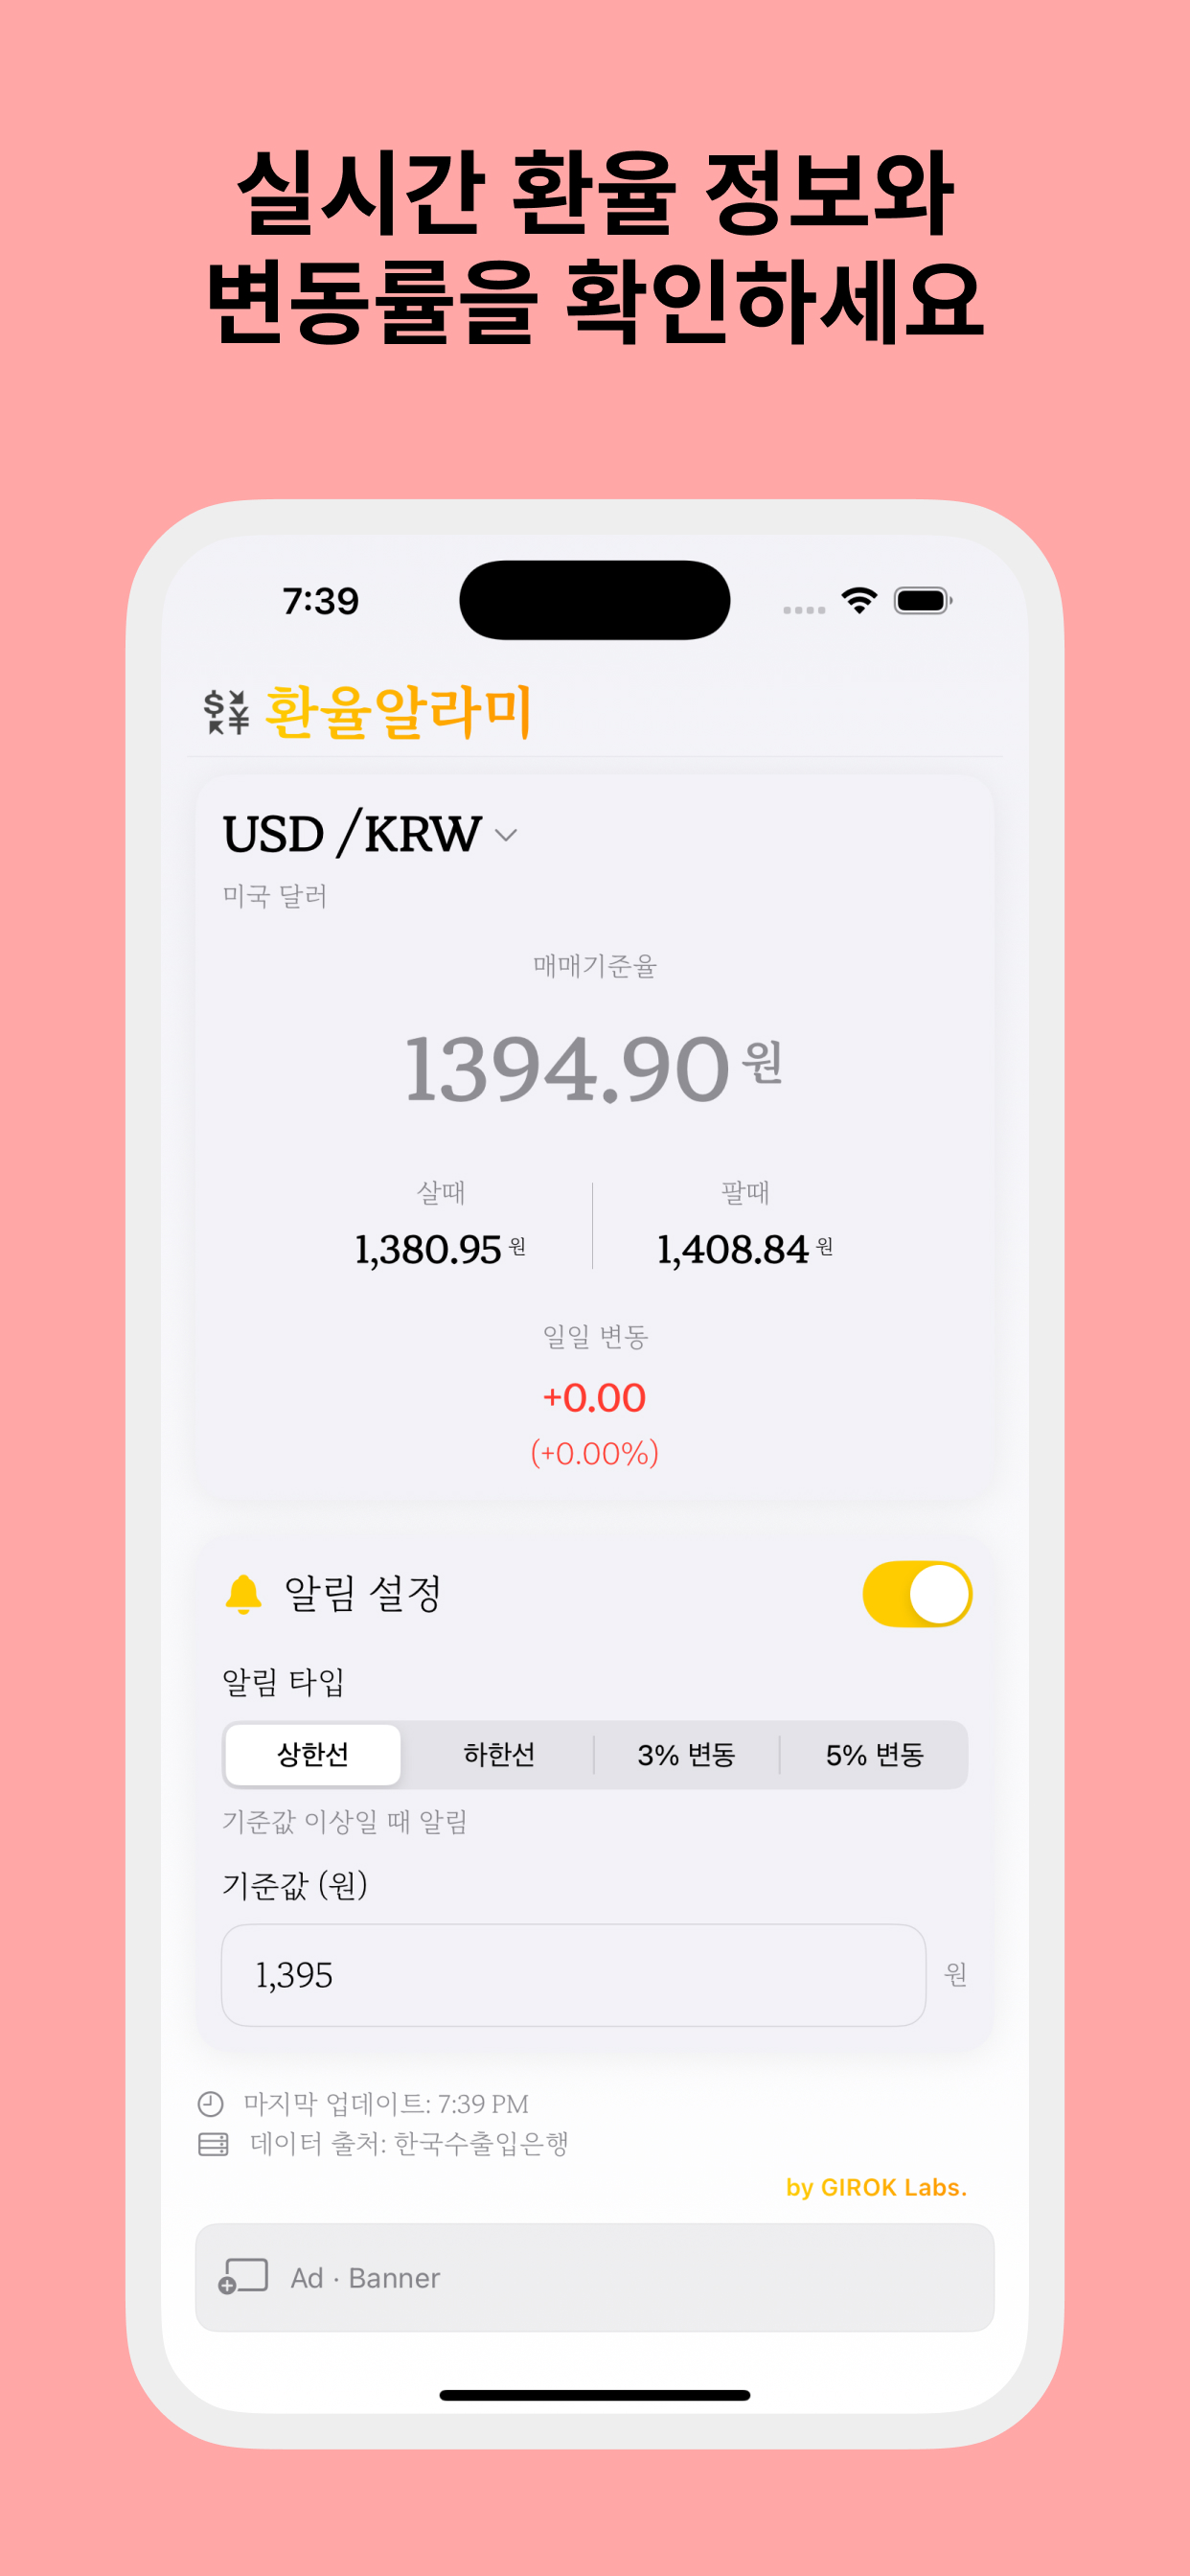 실시간 환율 정보와
변동률을 확인하세요
7:39
$ ¥ 환율알라미
USD /KRW
미국 달러
매매기준율
1394.90 원
살때 팔때
1,380.95 원 1,408.84 원
일일 변동
+0.00
(+0.00%)
알림 설정
알림 타입
상한선 하한선 3% 변동 5% 변동
기준값 이상일 때 알림
기준값 (원)
1,395 원
마지막 업데이트: 7:39 PM
데이터 출처: 한국수출입은행
by GIROK Labs.
Ad · Banner